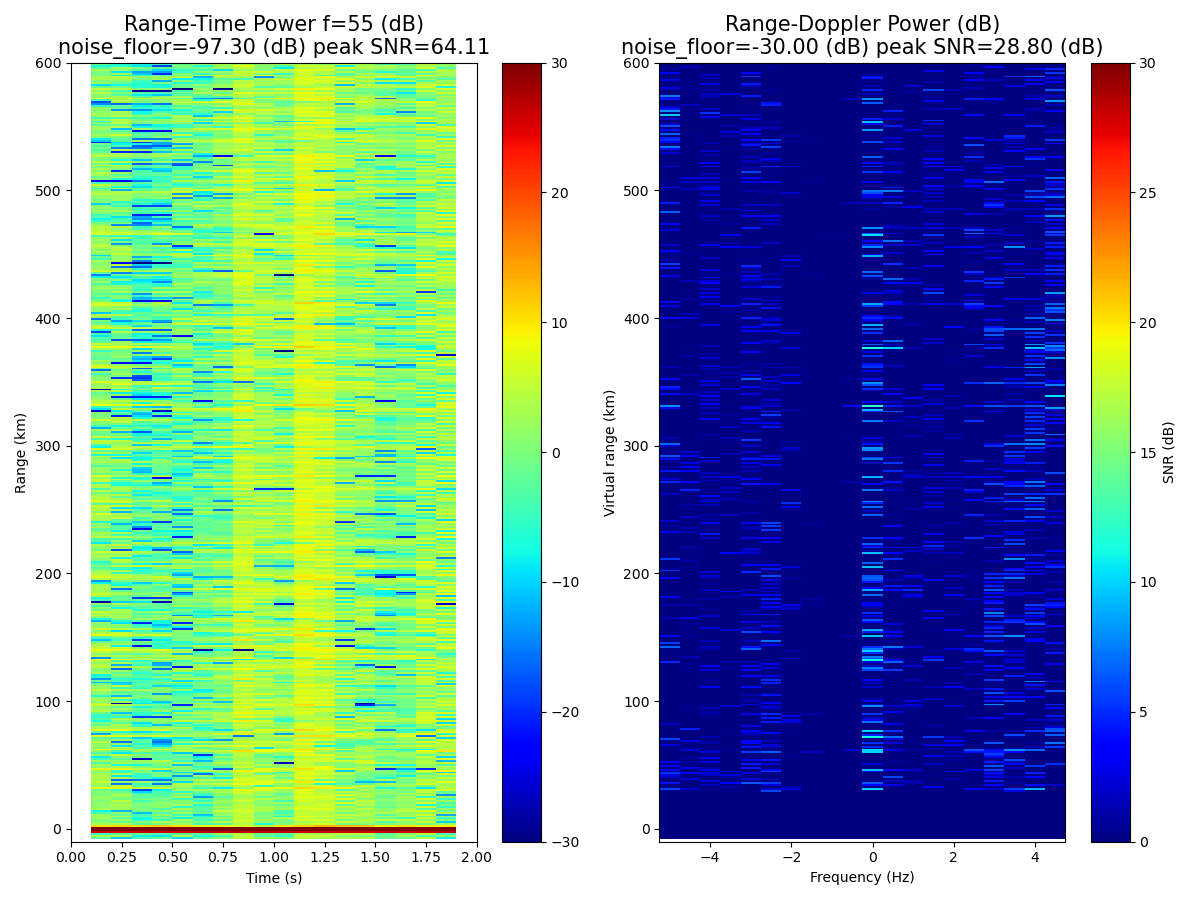 Range-Time Power f=55 (dB)
noise_floor=-97.30 (dB) peak SNR=64.11
Range (km)
600
500
400
300
200
100
0
0.00 0.25 0.50 0.75 1.00 1.25 1.50 1.75 2.00
Time (s)
30
20
10
0
−10
−20
−30
Range-Doppler Power (dB)
noise_floor=-30.00 (dB) peak SNR=28.80 (dB)
Virtual range (km)
600
500
400
300
200
100
0
−4 −2 0 2 4
Frequency (Hz)
30
25
20
15
10
5
0
SNR (dB)